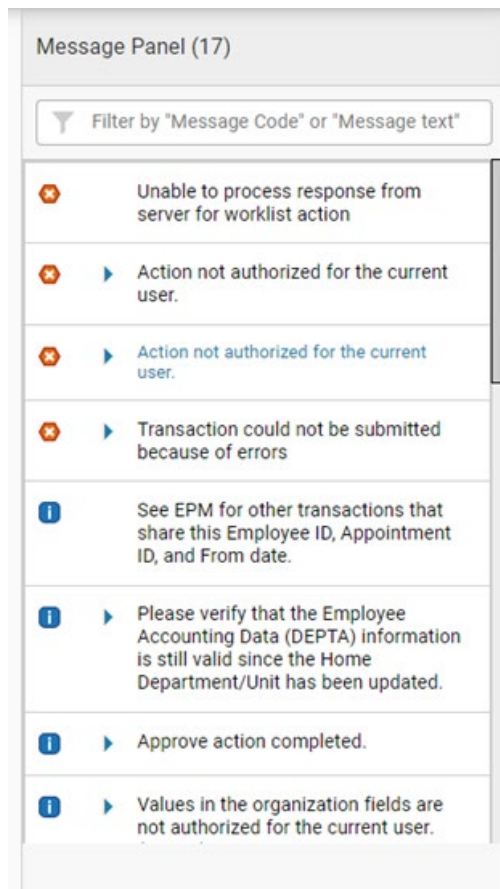 Message Panel (17)
Filter by "Message Code" or "Message text"
Unable to process response from
server for worklist action
Action not authorized for the current
user.
Action not authorized for the current
user.
Transaction could not be submitted
because of errors
See EPM for other transactions that
share this Employee ID, Appointment
ID, and From date.
Please verify that the Employee
Accounting Data (DEPTA) information
is still valid since the Home
Department/Unit has been updated.
Approve action completed.
Values in the organization fields are
not authorized for the current user.